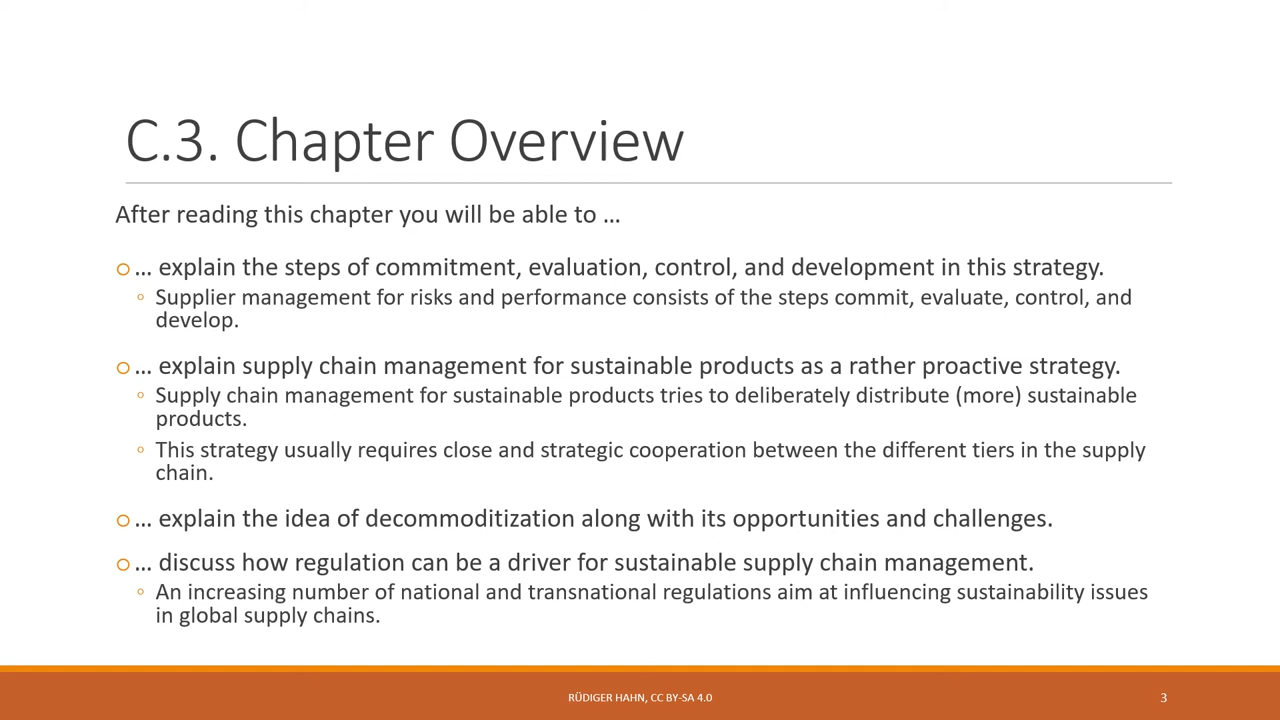 C.3. Chapter Overview
After reading this chapter you will be able to …
o… explain the steps of commitment, evaluation, control, and development in this strategy.
◦ Supplier management for risks and performance consists of the steps commit, evaluate, control, and
develop.
o… explain supply chain management for sustainable products as a rather proactive strategy.
◦ Supply chain management for sustainable products tries to deliberately distribute (more) sustainable
products.
◦ This strategy usually requires close and strategic cooperation between the different tiers in the supply
chain.
o… explain the idea of decommoditization along with its opportunities and challenges.
o… discuss how regulation can be a driver for sustainable supply chain management.
◦ An increasing number of national and transnational regulations aim at influencing sustainability issues
in global supply chains.
RÜDIGER HAHN, CC BY-SA 4.0
3